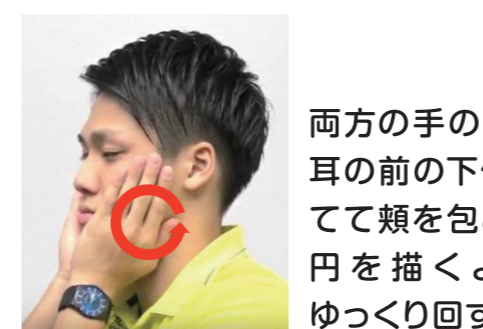 両方の手の
耳の前の下
てて頬を包
円を描く
ゆっくり回す